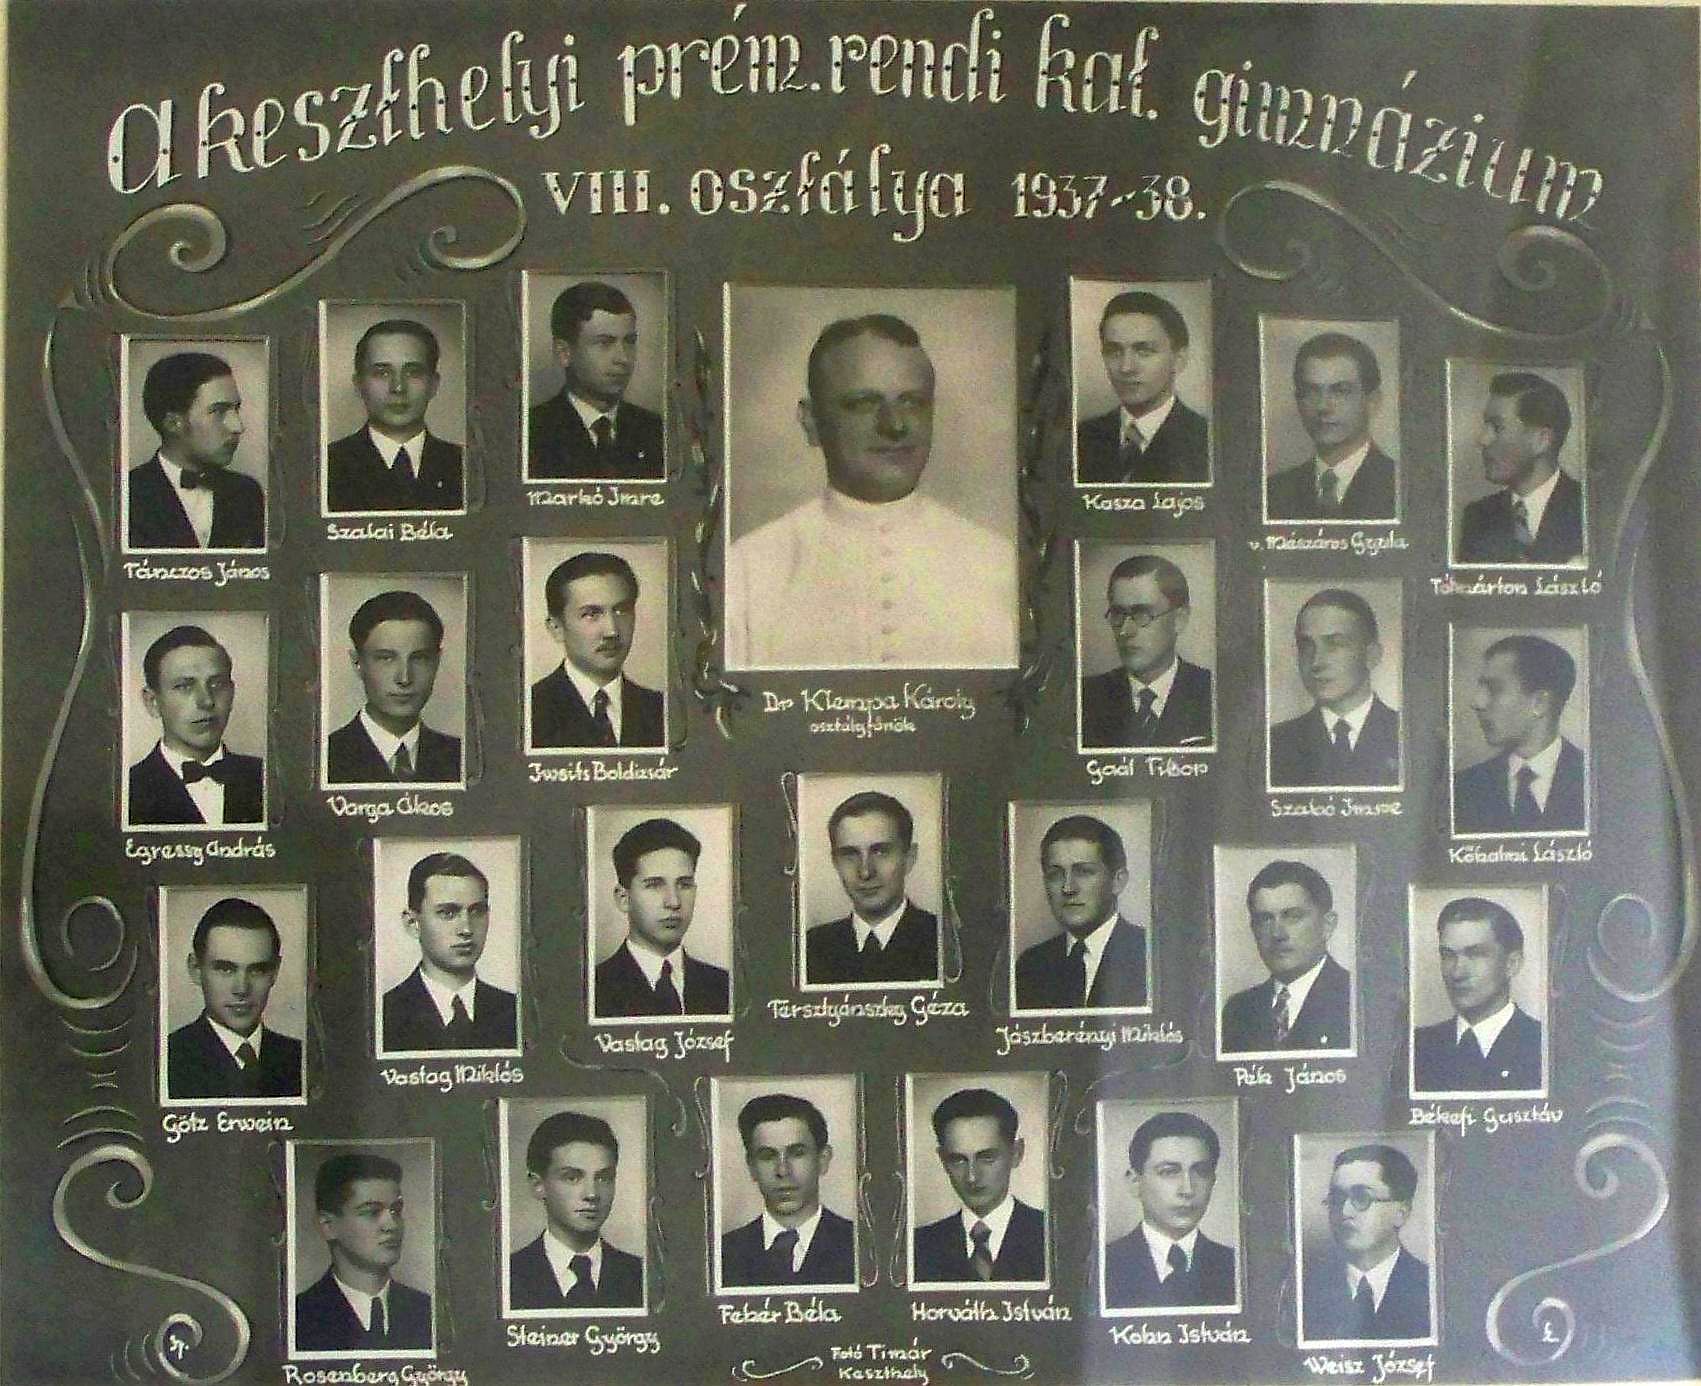 A keszthelyi prém. rendi kat. gimnázium
VIII. osztálya 1937-38.
Tánczos János
Szalai Béla
Markó Imre
Kasza Lajos
v. Mészáros Gyula
Tótmárton László
Dr Klempa Károly
osztályfőnök
Egressy András
Varga Ákos
Iwsits Boldizsár
Gaál Tibor
Szabó Imre
Kőhalmi László
Götz Erwein
Vastag Miklós
Vastag József
Tersztyánszky Géza
Jászberényi Miklós
Pék János
Békefi Gusztáv
Rosenberg György
Steiner György
Fehér Béla
Horváth István
Kohn István
Weisz József
Fotó Timár
Keszthely